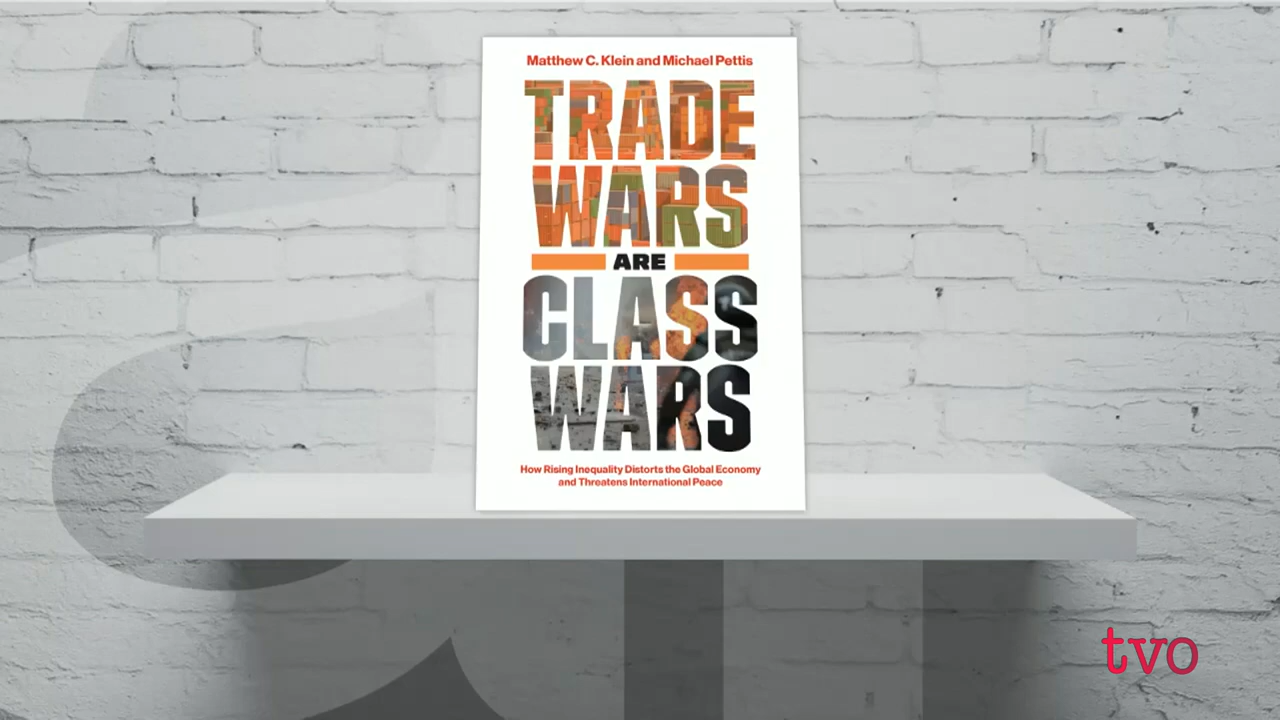 Matthew C. Klein and Michael Pettis
TRADE
WARS
ARE
CLASS
WARS
How Rising Inequality Distorts the Global Economy
and Threatens International Peace
tvo